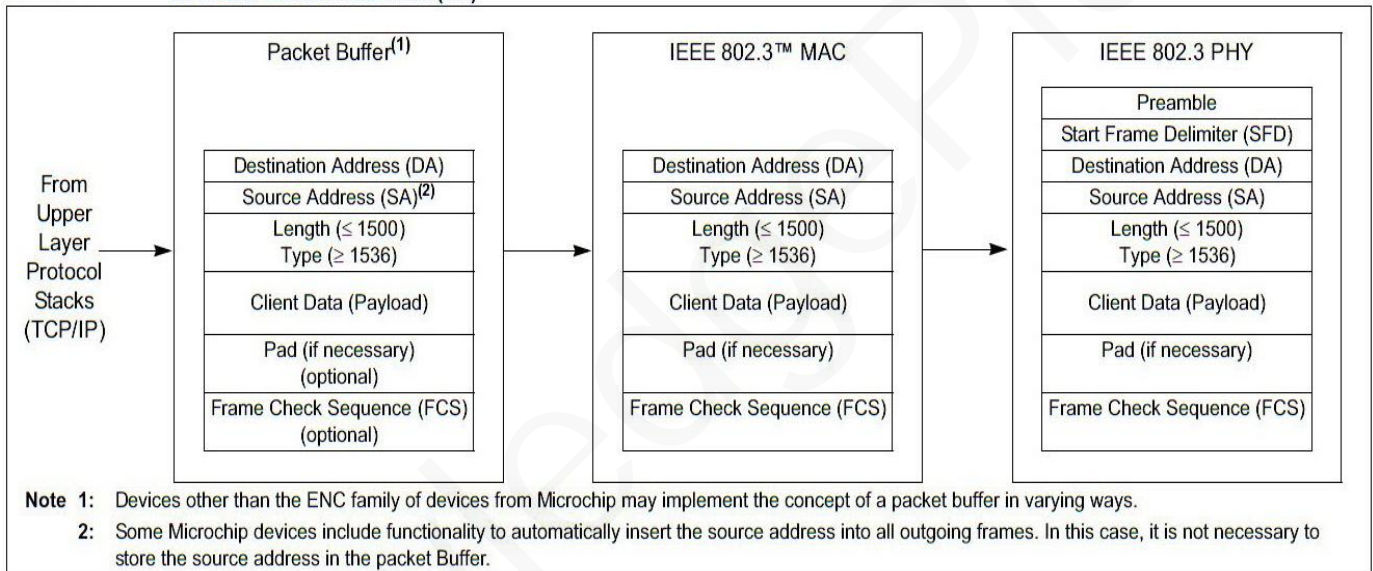 (TX)
From
Upper
Layer
Protocol
Stacks
(TCP/IP)
Packet Buffer(1)
Destination Address (DA)
Source Address (SA)(2)
Length (≤ 1500)
Type (≥ 1536)
Client Data (Payload)
Pad (if necessary)
(optional)
Frame Check Sequence (FCS)
(optional)
IEEE 802.3™ MAC
Destination Address (DA)
Source Address (SA)
Length (≤ 1500)
Type (≥ 1536)
Client Data (Payload)
Pad (if necessary)
Frame Check Sequence (FCS)
IEEE 802.3 PHY
Preamble
Start Frame Delimiter (SFD)
Destination Address (DA)
Source Address (SA)
Length (≤ 1500)
Type (≥ 1536)
Client Data (Payload)
Pad (if necessary)
Frame Check Sequence (FCS)
Note 1: Devices other than the ENC family of devices from Microchip may implement the concept of a packet buffer in varying ways.
2: Some Microchip devices include functionality to automatically insert the source address into all outgoing frames. In this case, it is not necessary to
store the source address in the packet Buffer.